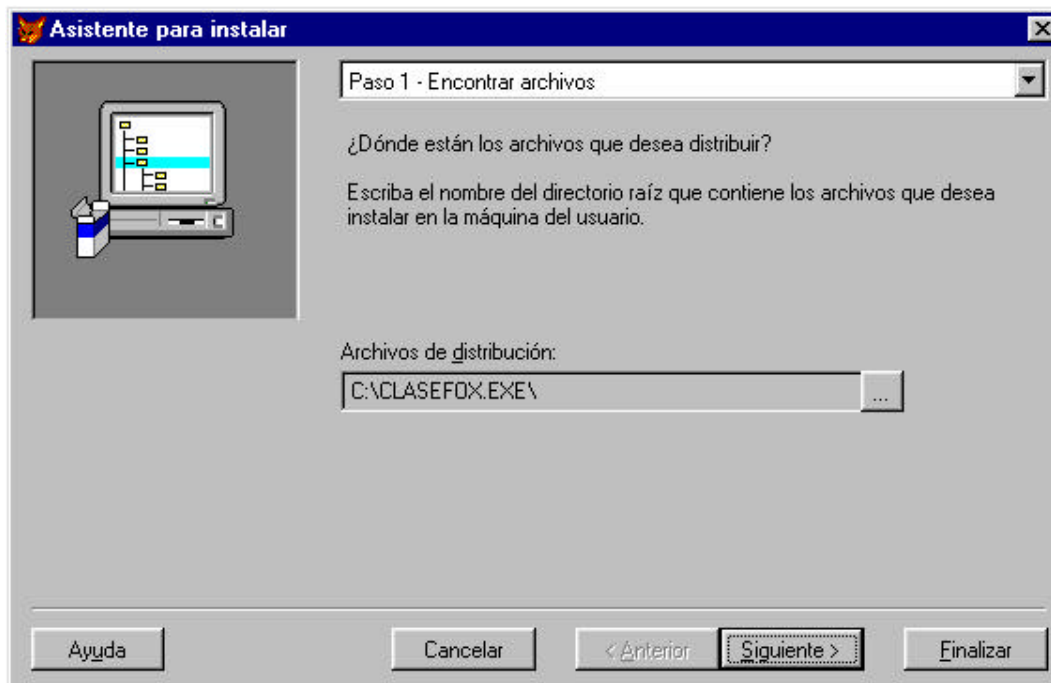 Asistente para instalar
Paso 1 - Encontrar archivos
¿Dónde están los archivos que desea distribuir?
Escriba el nombre del directorio raíz que contiene los archivos que desea
instalar en la máquina del usuario.
Archivos de distribución:
C:\CLASEFOX.EXE\
...
Ayuda
Cancelar
< Anterior
Siguiente >
Finalizar